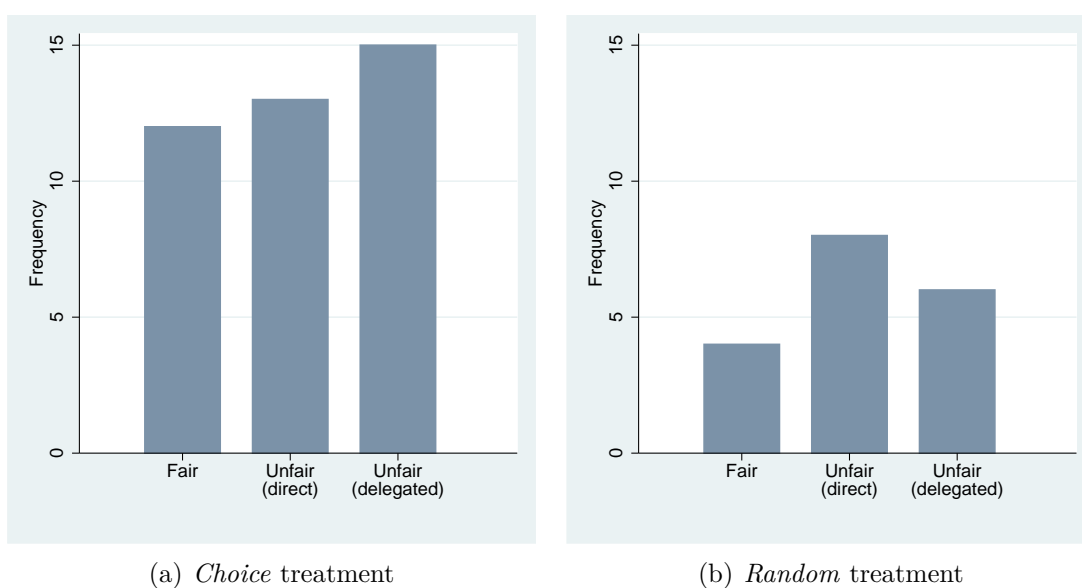 Frequency
15
10
5
0
Fair
Unfair
(direct)
Unfair
(delegated)
(a) Choice treatment
Frequency
15
10
5
0
Fair
Unfair
(direct)
Unfair
(delegated)
(b) Random treatment